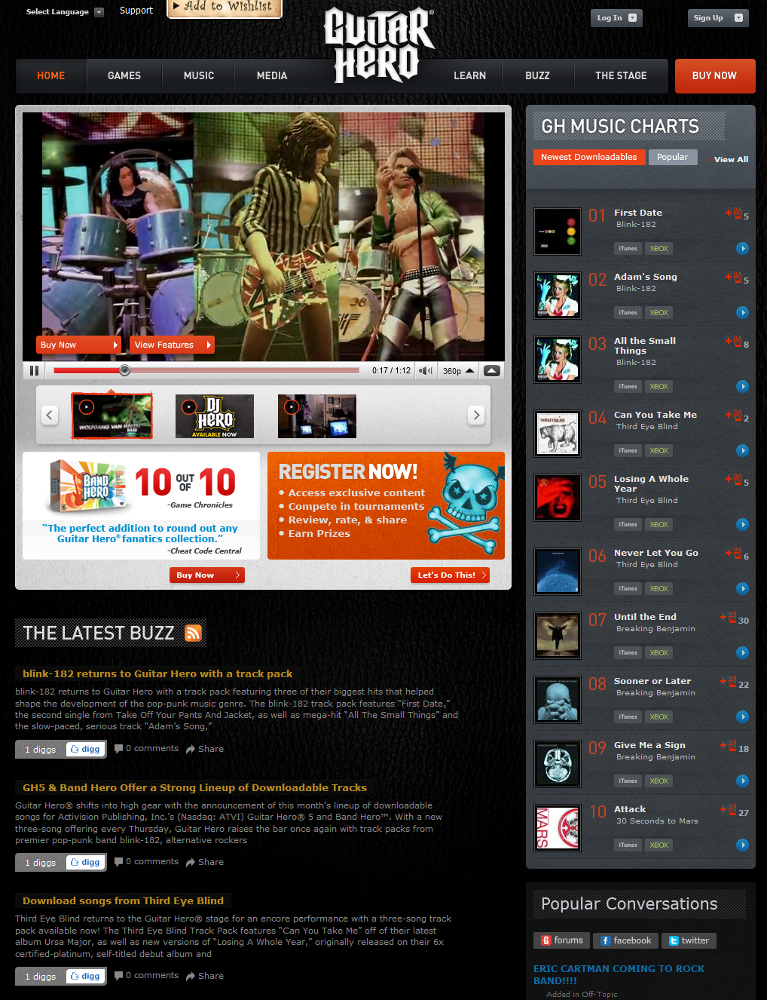 Select Language
Support
Add to Wishlist
GUITAR HERO®
Log In
Sign Up
HOME
GAMES
MUSIC
MEDIA
LEARN
BUZZ
THE STAGE
BUY NOW
Buy Now
View Features
0:17 / 1:12
360p
WOLFGANG VAN
BASS
DJ HERO
AVAILABLE NOW
BAND HERO
10 OUT OF 10
-Game Chronicles
“The perfect addition to round out any
Guitar Hero® fanatics collection.”
-Cheat Code Central
Buy Now
REGISTER NOW!
• Access exclusive content
• Compete in tournaments
• Review, rate, & share
• Earn Prizes
Let's Do This!
THE LATEST BUZZ
blink-182 returns to Guitar Hero with a track pack
blink-182 returns to Guitar Hero with a track pack featuring three of their biggest hits that helped
shape the development of the pop-punk music genre. The blink-182 track pack features “First Date,”
the second single from Take Off Your Pants And Jacket, as well as mega-hit “All The Small Things” and
the slow-paced, serious track “Adam’s Song,”
1 diggs
digg
0 comments
Share
GH5 & Band Hero Offer a Strong Lineup of Downloadable Tracks
Guitar Hero® shifts into high gear with the announcement of this month’s lineup of downloadable
songs for Activision Publishing, Inc.’s (Nasdaq: ATVI) Guitar Hero® 5 and Band Hero™. With a new
three-song offering every Thursday, Guitar Hero raises the bar once again with track packs from
premier pop-punk band blink-182, alternative rockers
1 diggs
digg
0 comments
Share
Download songs from Third Eye Blind
Third Eye Blind returns to the Guitar Hero® stage for an encore performance with a three-song track
pack available now! The Third Eye Blind Track Pack features “Can You Take Me” off of their latest
album Ursa Major, as well as new versions of “Losing A Whole Year,” originally released on their 6x
certified-platinum, self-titled debut album and
1 diggs
digg
0 comments
Share
GH MUSIC CHARTS
Newest Downloadables
Popular
View All
01
First Date
Blink-182
+ 5
iTunes
XBOX
02
Adam's Song
Blink-182
+ 5
iTunes
XBOX
03
All the Small
Things
Blink-182
+ 8
iTunes
XBOX
04
Can You Take Me
Third Eye Blind
+ 2
iTunes
XBOX
05
Losing A Whole
Year
Third Eye Blind
+ 5
iTunes
XBOX
06
Never Let You Go
Third Eye Blind
+ 6
iTunes
XBOX
07
Until the End
Breaking Benjamin
+ 30
iTunes
XBOX
08
Sooner or Later
Breaking Benjamin
+ 22
iTunes
XBOX
09
Give Me a Sign
Breaking Benjamin
+ 18
iTunes
XBOX
MARS
10
Attack
30 Seconds to Mars
+ 27
iTunes
XBOX
Popular Conversations
forums
facebook
twitter
ERIC CARTMAN COMING TO ROCK
BAND!!!!
Added in Off-Topic